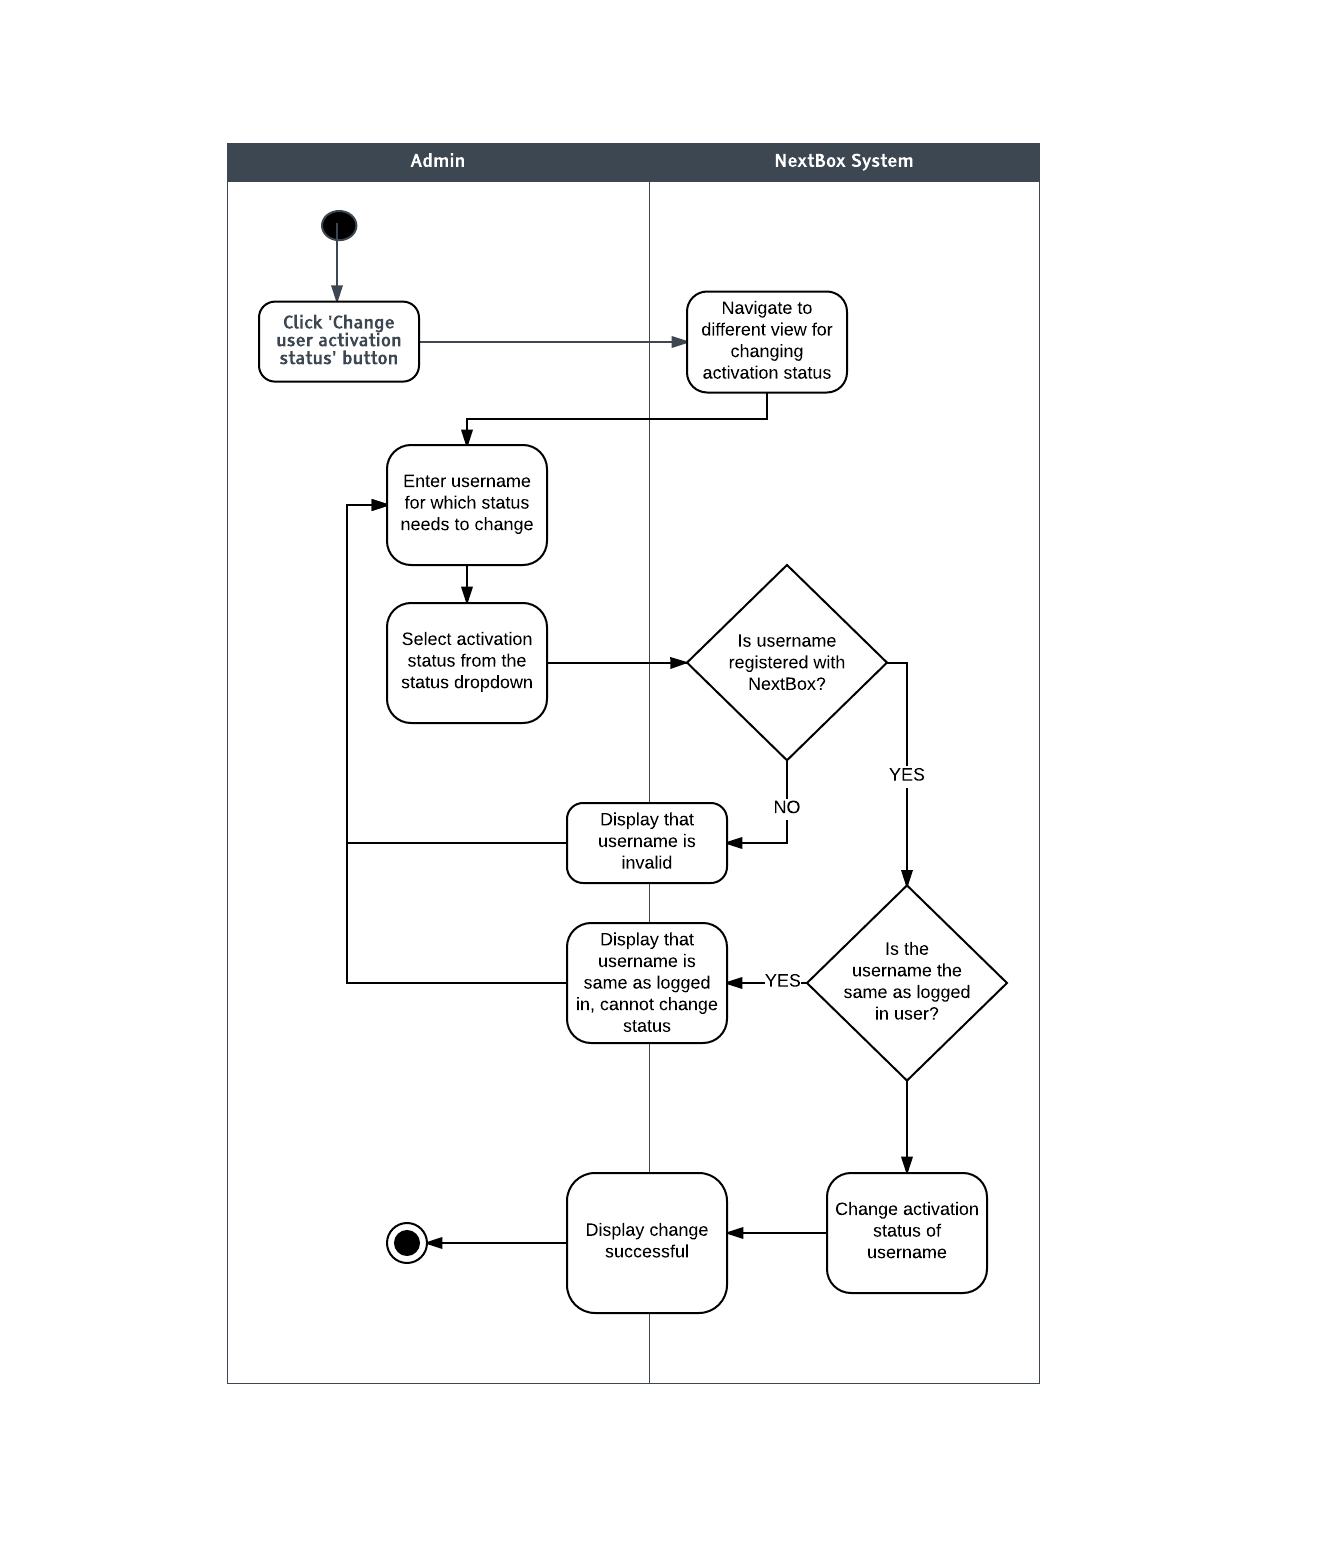 Admin
NextBox System
Click 'Change
user activation
status' button
Navigate to
different view for
changing
activation status
Enter username
for which status
needs to change
Select activation
status from the
status dropdown
Is username
registered with
NextBox?
YES
NO
Display that
username is
invalid
Display that
username is
same as logged
in, cannot change
status
YES
Is the
username the
same as logged
in user?
Display change
successful
Change activation
status of
username